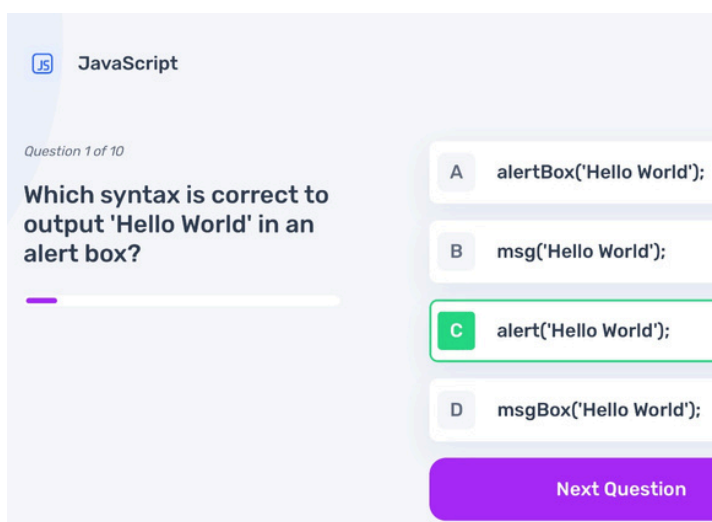 JS
JavaScript
Question 1 of 10
Which syntax is correct to
output 'Hello World' in an
alert box?
A
alertBox('Hello World');
B
msg('Hello World');
C
alert('Hello World');
D
msgBox('Hello World');
Next Question